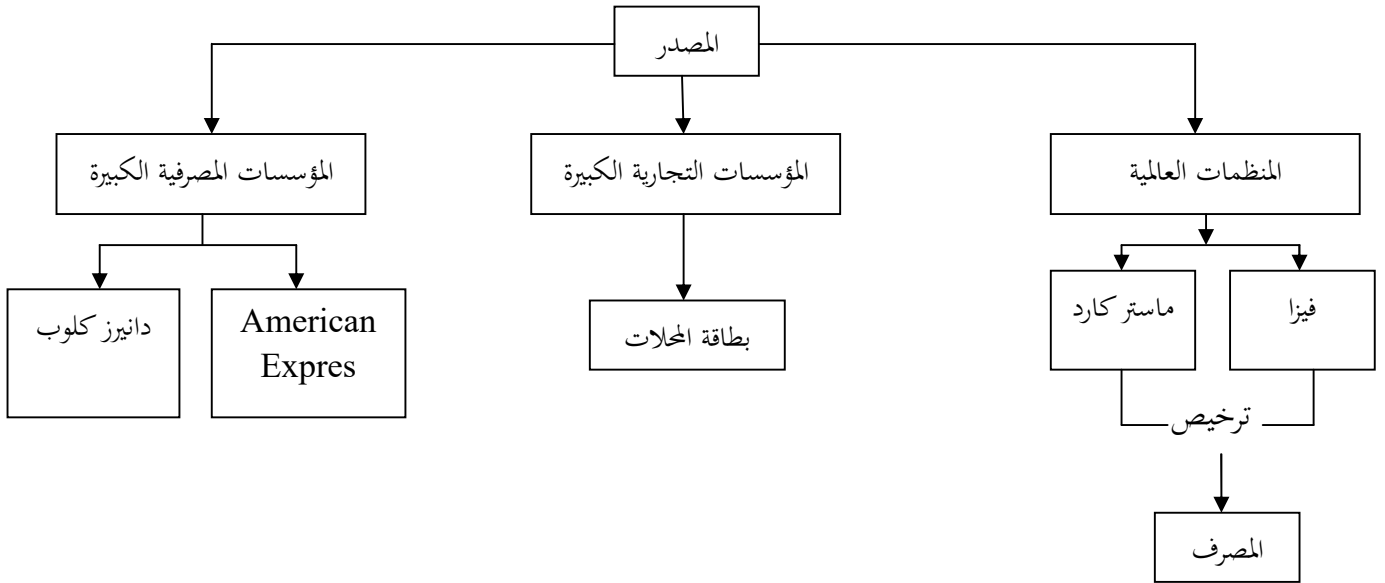 المصدر
المنظمات العالمية
المؤسسات التجارية الكبيرة
المؤسسات المصرفية الكبيرة
فيزا
ماستر كارد
بطاقة المحلات
American
Expres
دانيرز كلوب
ترخيص
المصرف